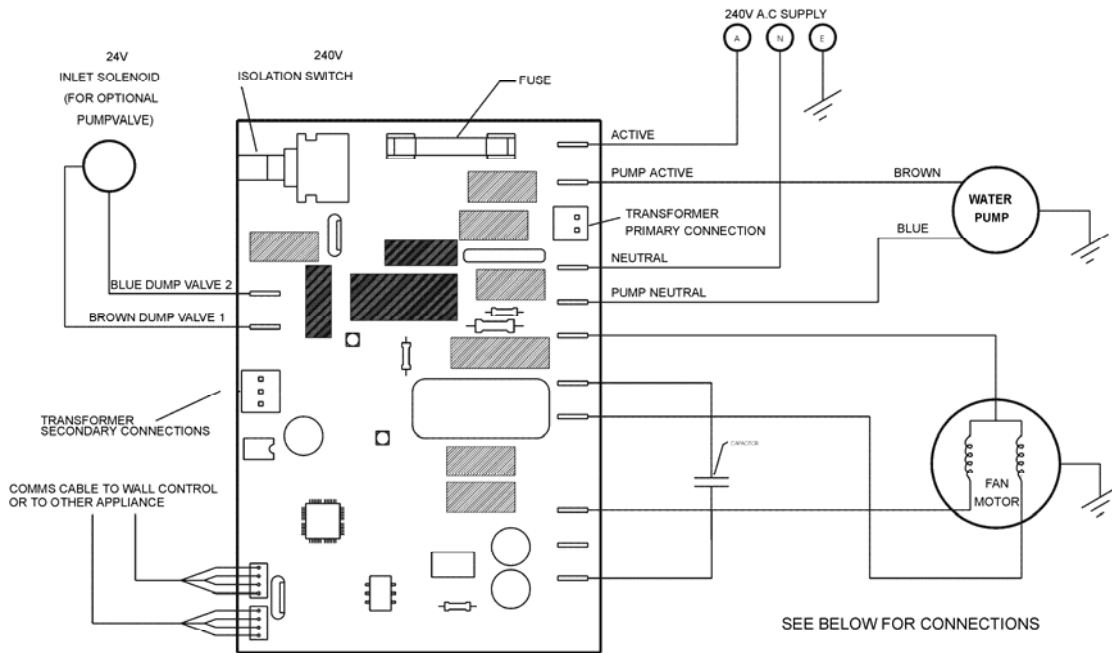 240V A.C SUPPLY
A
N
E
24V
INLET SOLENOID
(FOR OPTIONAL
PUMPVALVE)
240V
ISOLATION SWITCH
FUSE
ACTIVE
PUMP ACTIVE
BROWN
WATER
PUMP
TRANSFORMER
PRIMARY CONNECTION
BLUE
NEUTRAL
BLUE DUMP VALVE 2
PUMP NEUTRAL
BROWN DUMP VALVE 1
TRANSFORMER
SECONDARY CONNECTIONS
CAPACITOR
FAN
MOTOR
COMMS CABLE TO WALL CONTROL
OR TO OTHER APPLIANCE
SEE BELOW FOR CONNECTIONS